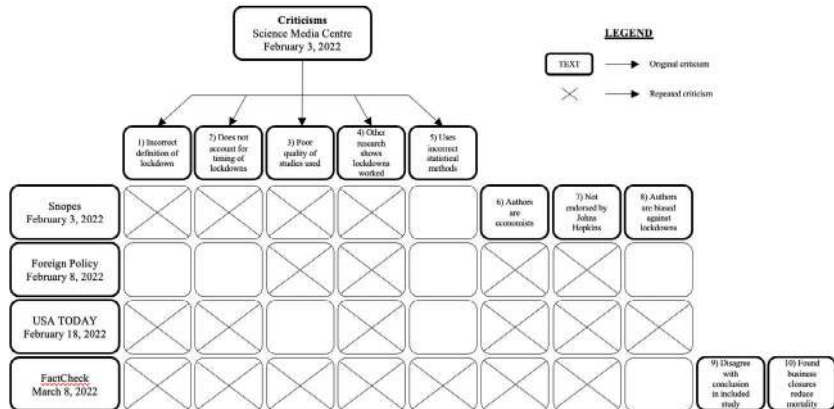 Criticisms
Science Media Centre
February 3, 2022
LEGEND
TEXT
Original criticism
Repeated criticism
1) Incorrect
definition of
lockdown
2) Does not
account for
timing of
lockdowns
3) Poor
quality of
studies used
4) Other
research
shows
lockdowns
worked
5) Uses
incorrect
statistical
methods
Snopes
February 3, 2022
6) Authors
are
economists
7) Not
endorsed by
Johns
Hopkins
8) Authors
are biased
against
lockdowns
Foreign Policy
February 8, 2022
USA TODAY
February 18, 2022
FactCheck
March 8, 2022
9) Disagree
with
conclusion
in included
study
10) Found
business
closures
reduce
mortality